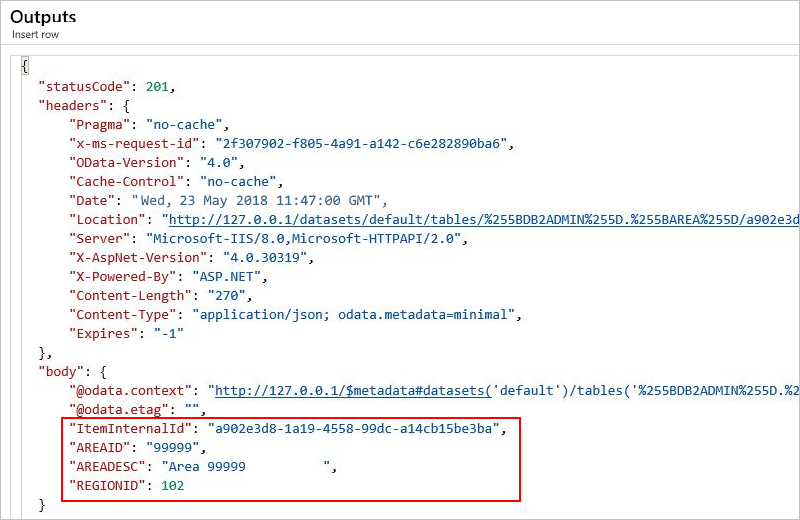 Outputs
Insert row
{
"statusCode": 201,
"headers": {
"Pragma": "no-cache",
"x-ms-request-id": "2f307902-f805-4a91-a142-c6e282890ba6",
"OData-Version": "4.0",
"Cache-Control": "no-cache",
"Date": "Wed, 23 May 2018 11:47:00 GMT",
"Location": "http://127.0.0.1/datasets/default/tables/%255BDB2ADMIN%255D.%255BAREA%255D/a902e3d
"Server": "Microsoft-IIS/8.0,Microsoft-HTTPAPI/2.0",
"X-AspNet-Version": "4.0.30319",
"X-Powered-By": "ASP.NET",
"Content-Length": "270",
"Content-Type": "application/json; odata.metadata=minimal",
"Expires": "-1"
},
"body": {
"@odata.context": "http://127.0.0.1/$metadata#datasets('default')/tables('%255BDB2ADMIN%255D.%2
"@odata.etag": "",
"ItemInternalId": "a902e3d8-1a19-4558-99dc-a14cb15be3ba",
"AREAID": "99999",
"AREADESC": "Area 99999          ",
"REGIONID": 102
}